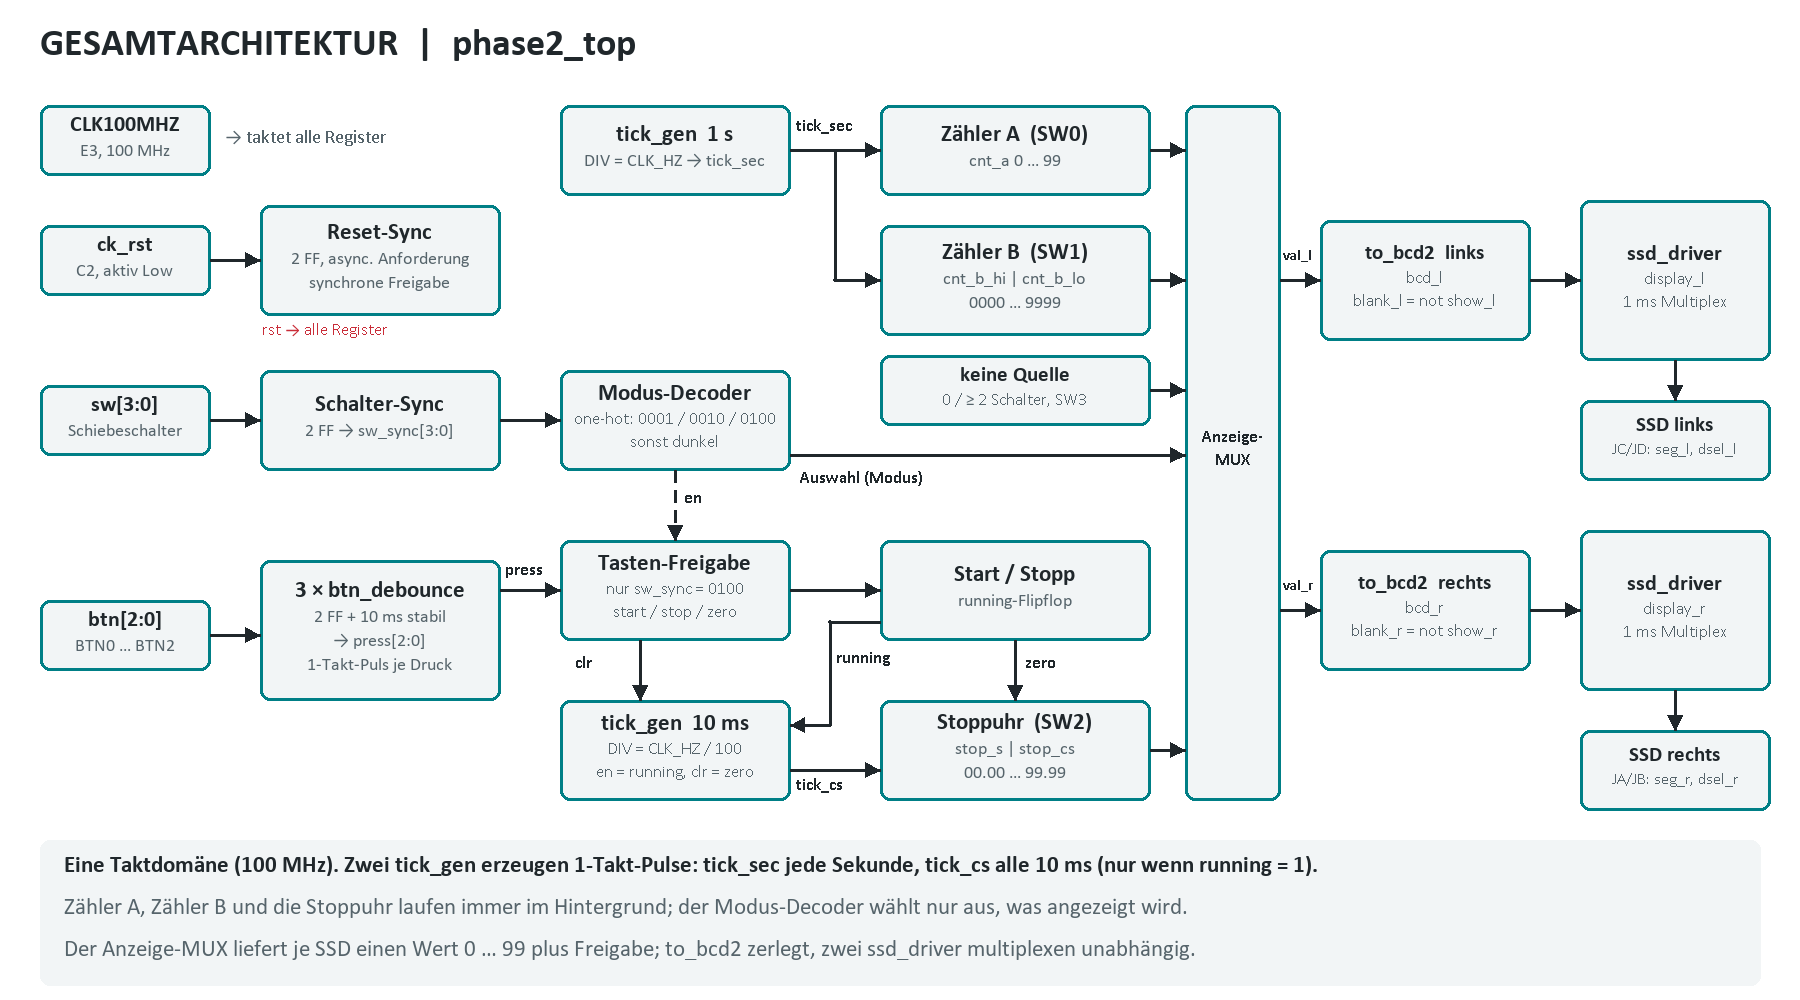 GESAMTARCHITEKTUR | phase2_top
CLK100MHZ
E3, 100 MHz
→ taktet alle Register
tick_gen 1 s
DIV = CLK_HZ → tick_sec
tick_sec
Zähler A (SW0)
cnt_a 0 ... 99
ck_rst
C2, aktiv Low
Reset-Sync
2 FF, async. Anforderung
synchrone Freigabe
rst → alle Register
Zähler B (SW1)
cnt_b_hi | cnt_b_lo
0000 ... 9999
val_l
to_bcd2 links
bcd_l
blank_l = not show_l
ssd_driver
display_l
1 ms Multiplex
keine Quelle
0 / ≥ 2 Schalter, SW3
sw[3:0]
Schiebeschalter
Schalter-Sync
2 FF → sw_sync[3:0]
Modus-Decoder
one-hot: 0001 / 0010 / 0100
sonst dunkel
Auswahl (Modus)
Anzeige-
MUX
SSD links
JC/JD: seg_l, dsel_l
en
btn[2:0]
BTN0 ... BTN2
3 × btn_debounce
2 FF + 10 ms stabil
→ press[2:0]
1-Takt-Puls je Druck
press
Tasten-Freigabe
nur sw_sync = 0100
start / stop / zero
Start / Stopp
running-Flipflop
val_r
to_bcd2 rechts
bcd_r
blank_r = not show_r
ssd_driver
display_r
1 ms Multiplex
clr
running
zero
tick_gen 10 ms
DIV = CLK_HZ / 100
en = running, clr = zero
tick_cs
Stoppuhr (SW2)
stop_s | stop_cs
00.00 ... 99.99
SSD rechts
JA/JB: seg_r, dsel_r
Eine Taktdomäne (100 MHz). Zwei tick_gen erzeugen 1-Takt-Pulse: tick_sec jede Sekunde, tick_cs alle 10 ms (nur wenn running = 1).
Zähler A, Zähler B und die Stoppuhr laufen immer im Hintergrund; der Modus-Decoder wählt nur aus, was angezeigt wird.
Der Anzeige-MUX liefert je SSD einen Wert 0 ... 99 plus Freigabe; to_bcd2 zerlegt, zwei ssd_driver multiplexen unabhängig.